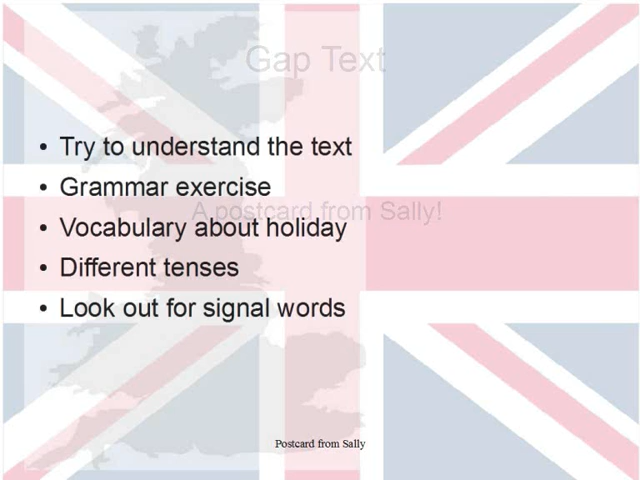 Gap Text
• Try to understand the text
• Grammar exercise
A postcard from Sally!
• Vocabulary about holiday
• Different tenses
• Look out for signal words
Postcard from Sally